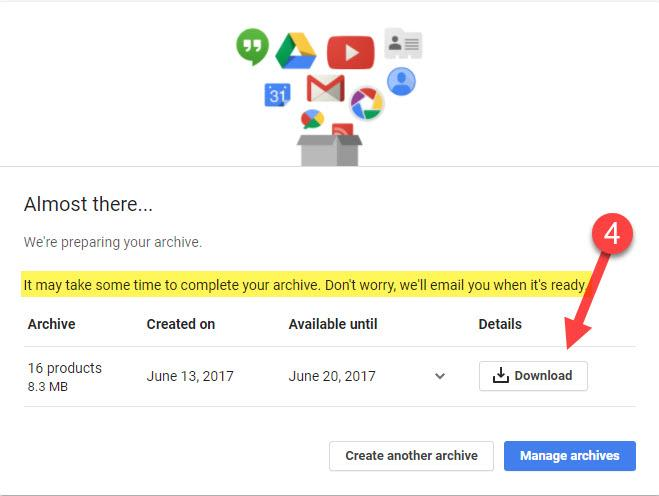 31
Almost there...
We're preparing your archive.
4
It may take some time to complete your archive. Don't worry, we'll email you when it's ready.
Archive Created on Available until Details
16 products June 13, 2017 June 20, 2017 Download
8.3 MB
Create another archive Manage archives